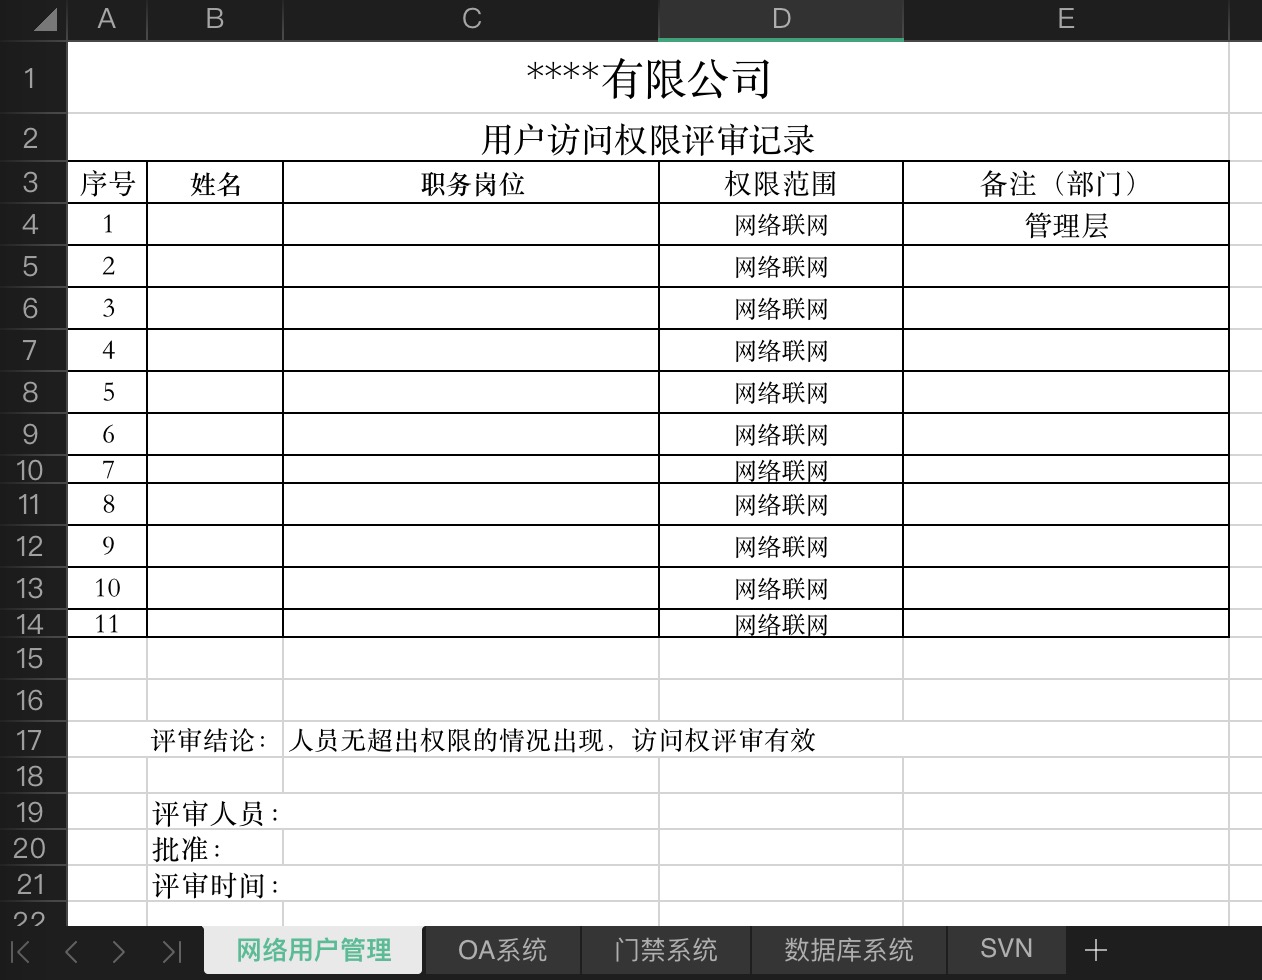 A B C D E
1 ****有限公司
2 用户访问权限评审记录
3 序号 姓名 职务岗位 权限范围 备注（部门）
4 1 网络联网 管理层
5 2 网络联网
6 3 网络联网
7 4 网络联网
8 5 网络联网
9 6 网络联网
10 7 网络联网
11 8 网络联网
12 9 网络联网
13 10 网络联网
14 11 网络联网
15
16
17 评审结论： 人员无超出权限的情况出现，访问权评审有效
18
19 评审人员：
20 批准：
21 评审时间：
22
网络用户管理 OA系统 门禁系统 数据库系统 SVN +